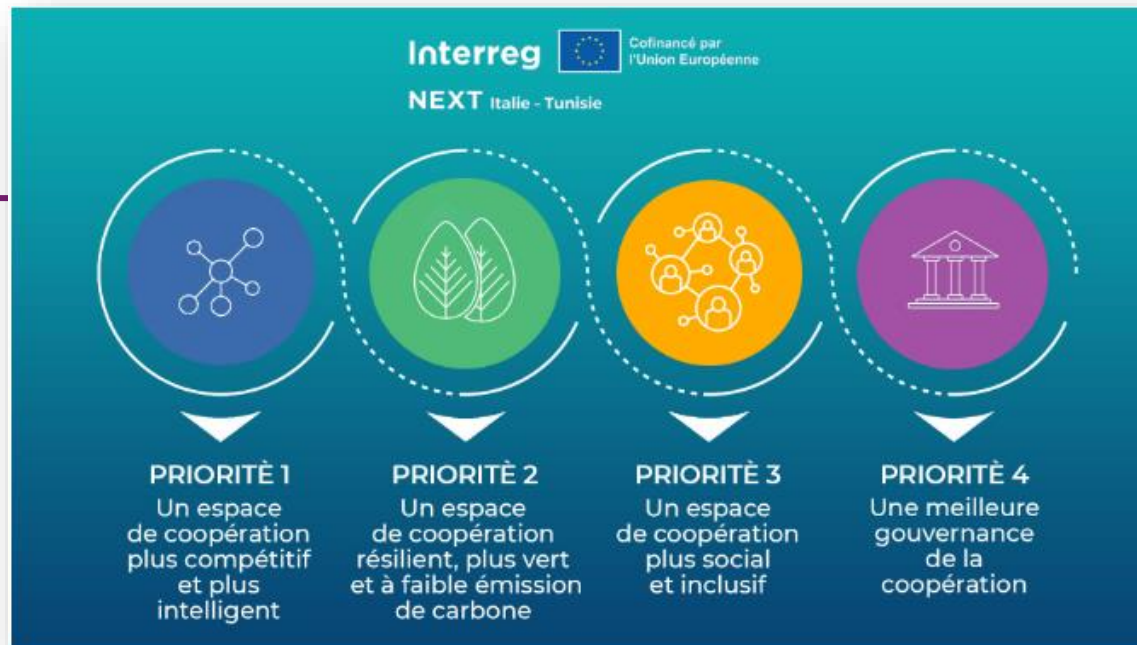 Interreg
Cofinancé par
l'Union Européenne
NEXT Italie - Tunisie
PRIORITÈ 1
Un espace
de coopération
plus compétitif
et plus
intelligent
PRIORITÈ 2
Un espace
de coopération
résilient, plus vert
et à faible émission
de carbone
PRIORITÈ 3
Un espace
de coopération
plus social
et inclusif
PRIORITÈ 4
Une meilleure
gouvernance
de la
coopération